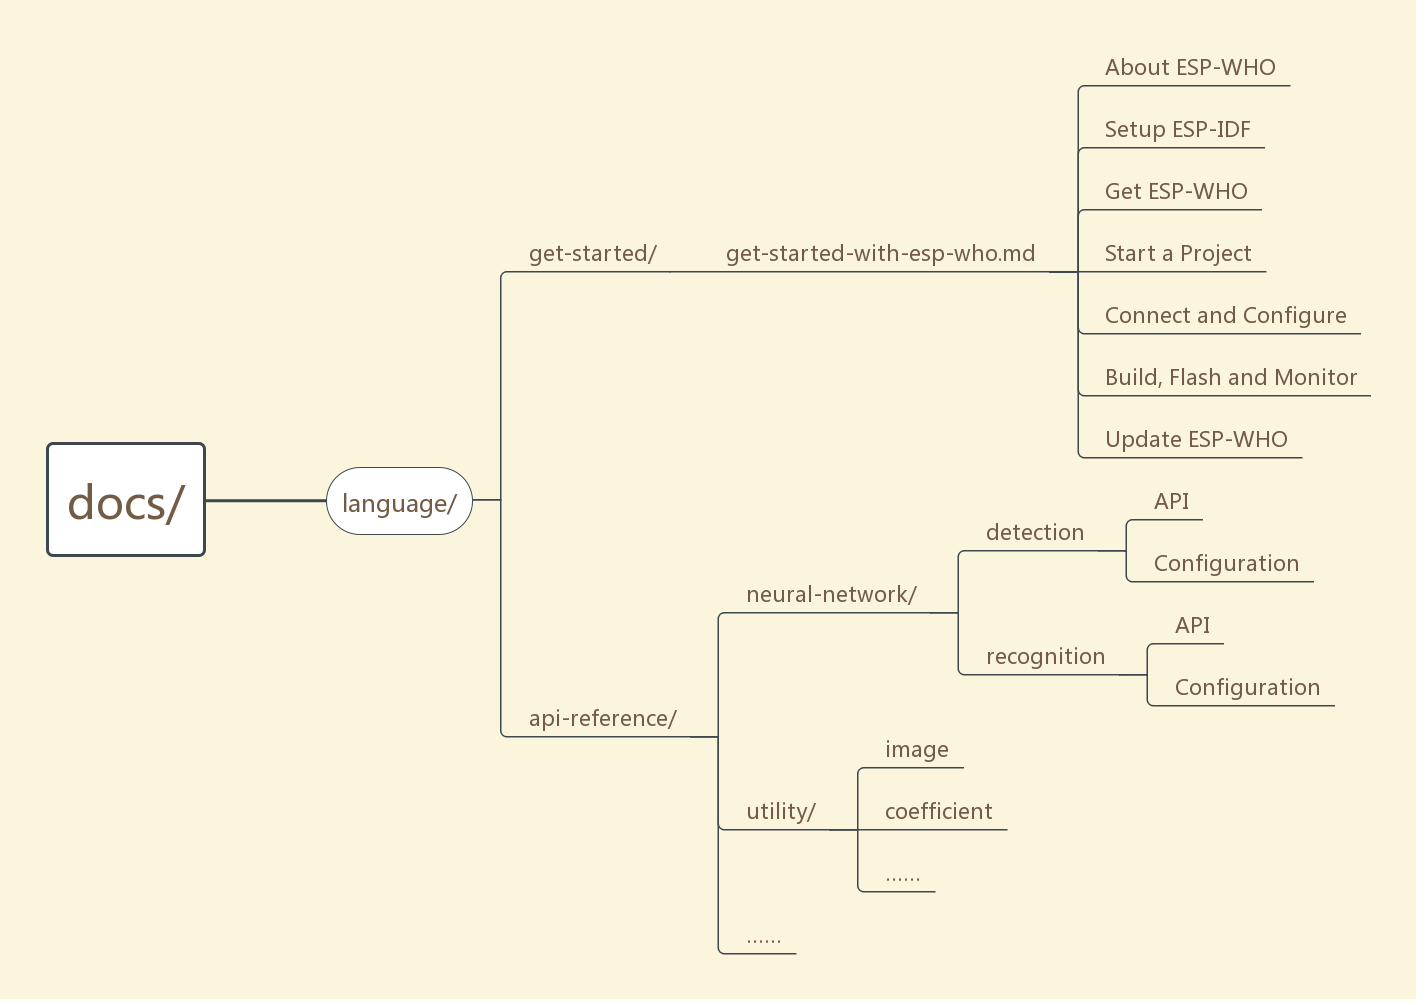 docs/
language/
get-started/
get-started-with-esp-who.md
About ESP-WHO
Setup ESP-IDF
Get ESP-WHO
Start a Project
Connect and Configure
Build, Flash and Monitor
Update ESP-WHO
api-reference/
neural-network/
detection
API
Configuration
recognition
API
Configuration
utility/
image
coefficient
……
……